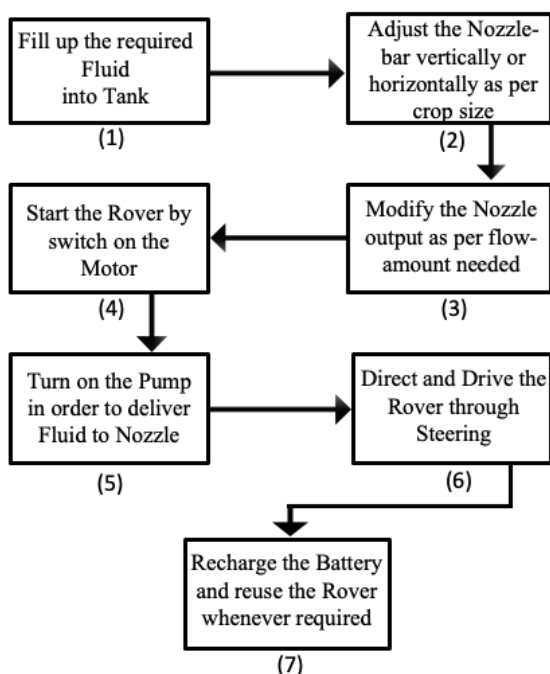 Fill up the required
Fluid
into Tank
(1)
Adjust the Nozzle-
bar vertically or
horizontally as per
crop size
(2)
Modify the Nozzle
output as per flow-
amount needed
(3)
Start the Rover by
switch on the
Motor
(4)
Turn on the Pump
in order to deliver
Fluid to Nozzle
(5)
Direct and Drive the
Rover through
Steering
(6)
Recharge the Battery
and reuse the Rover
whenever required
(7)